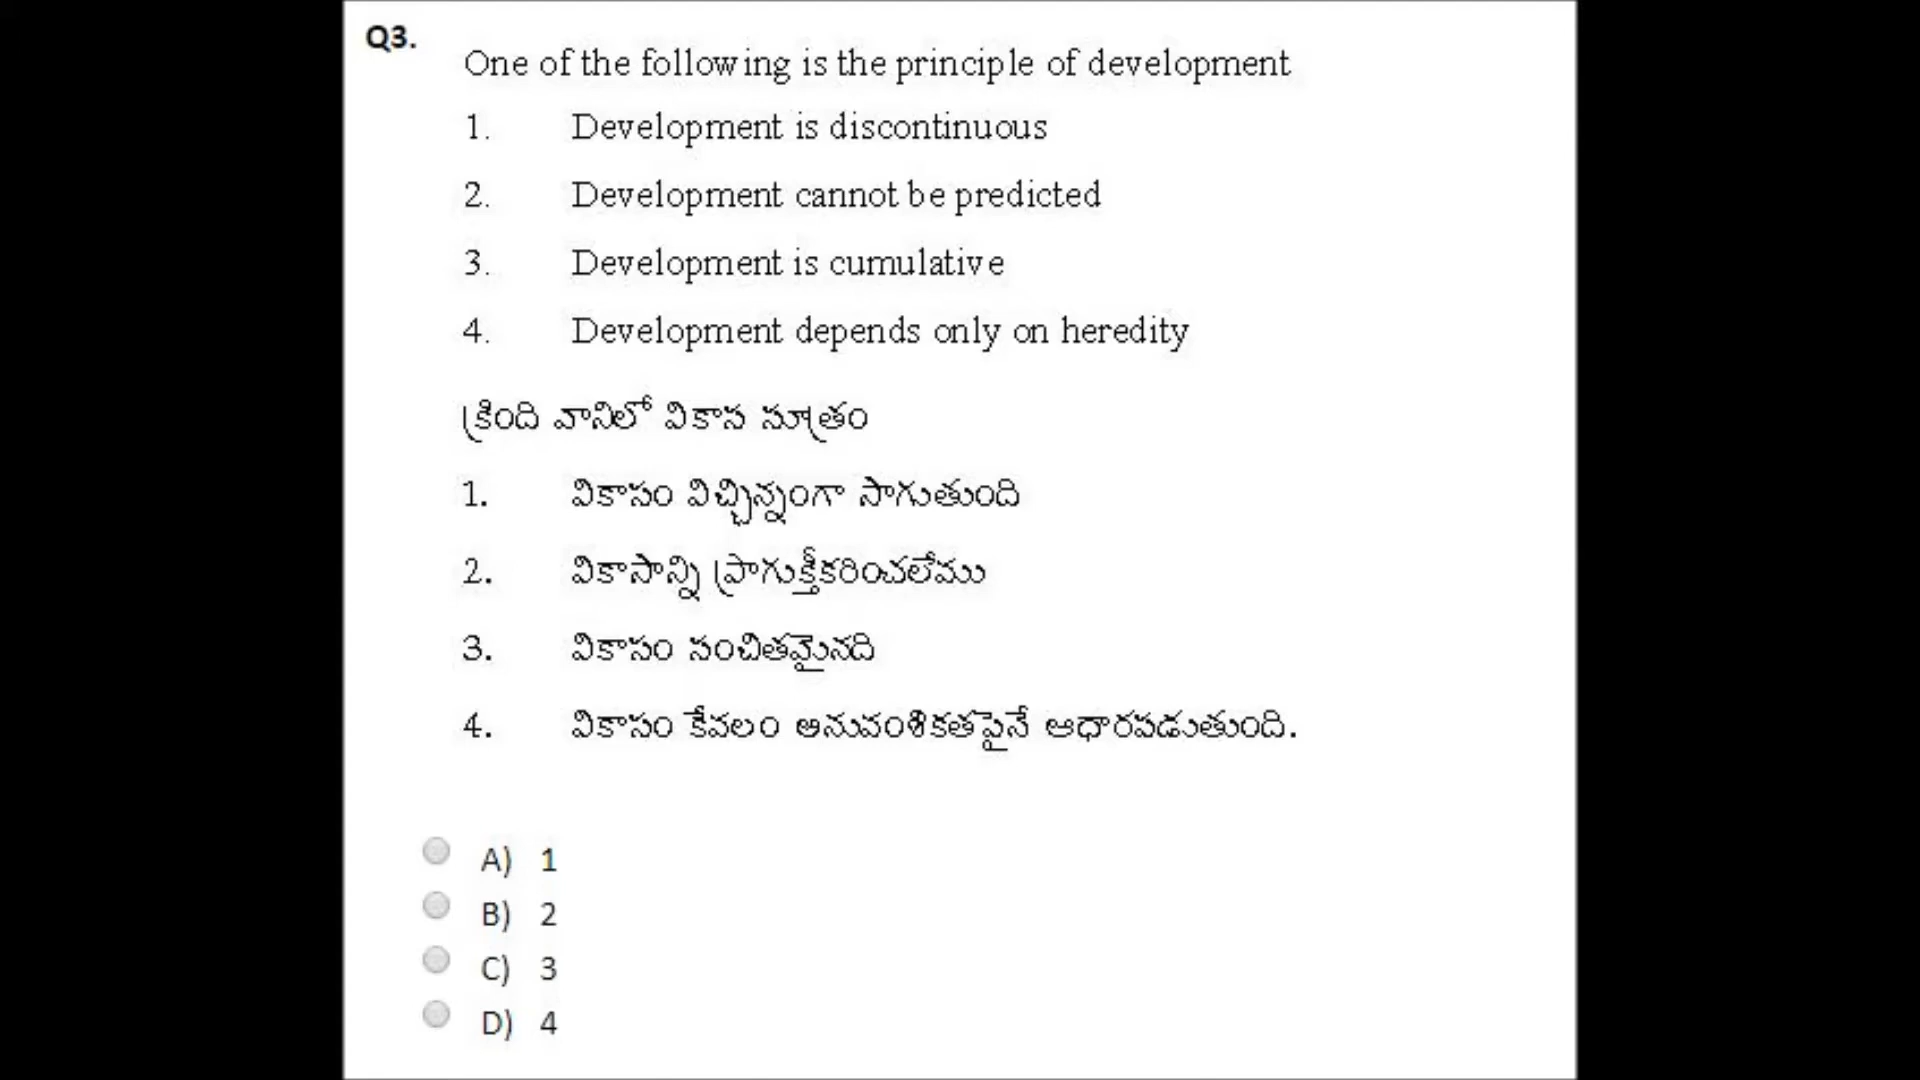 Q3.
One of the following is the principle of development
1. Development is discontinuous
2. Development cannot be predicted
3. Development is cumulative
4. Development depends only on heredity
క్రింది వానిలో వికాస సూత్రం
1. వికాసం విచ్ఛిన్నంగా సాగుతుంది
2. వికాసాన్ని ప్రాగుక్తీకరించలేము
3. వికాసం సంచితమైనది
4. వికాసం కేవలం అనువంశికతపైనే ఆధారపడుతుంది.
A) 1
B) 2
C) 3
D) 4